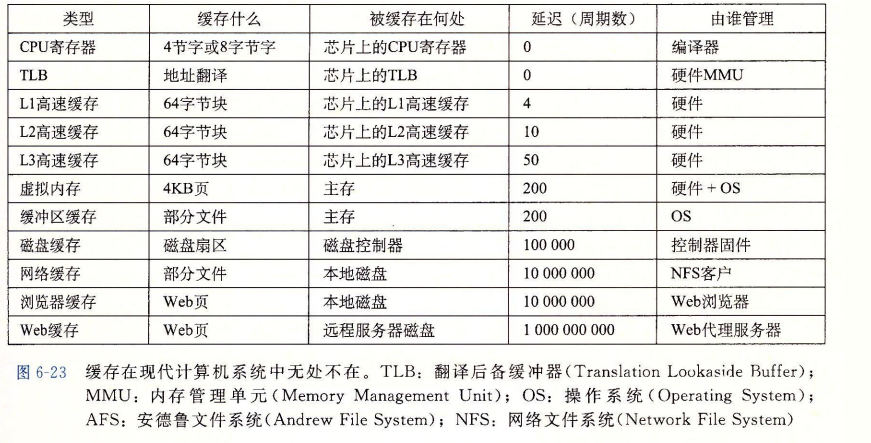 类型 缓存什么 被缓存在何处 延迟（周期数） 由谁管理
CPU寄存器 4节字或8字节字 芯片上的CPU寄存器 0 编译器
TLB 地址翻译 芯片上的TLB 0 硬件MMU
L1高速缓存 64字节块 芯片上的L1高速缓存 4 硬件
L2高速缓存 64字节块 芯片上的L2高速缓存 10 硬件
L3高速缓存 64字节块 芯片上的L3高速缓存 50 硬件
虚拟内存 4KB页 主存 200 硬件 + OS
缓冲区缓存 部分文件 主存 200 OS
磁盘缓存 磁盘扇区 磁盘控制器 100 000 控制器固件
网络缓存 部分文件 本地磁盘 10 000 000 NFS客户
浏览器缓存 Web页 本地磁盘 10 000 000 Web浏览器
Web缓存 Web页 远程服务器磁盘 1 000 000 000 Web代理服务器
图 6-23 缓存在现代计算机系统中无处不在。TLB：翻译后备缓冲器(Translation Lookaside Buffer)；
MMU：内存管理单元(Memory Management Unit)；OS：操作系统(Operating System)；
AFS：安德鲁文件系统(Andrew File System)；NFS：网络文件系统(Network File System)